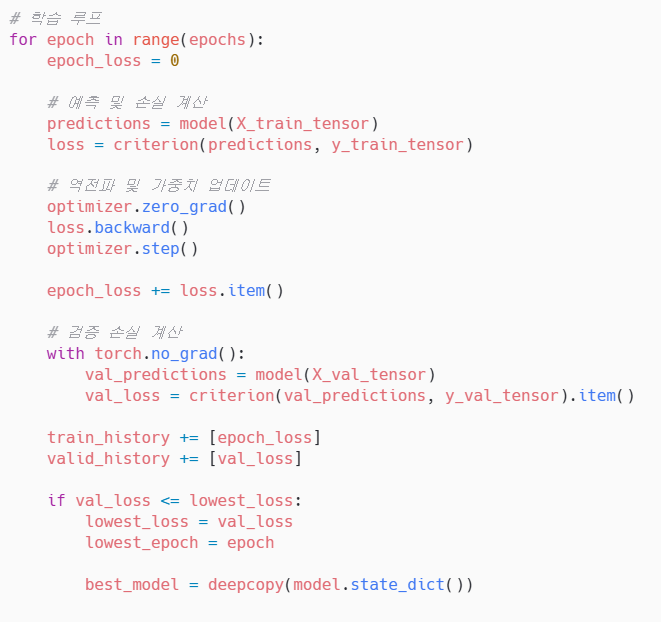 # 학습 루프
for epoch in range(epochs):
    epoch_loss = 0

    # 예측 및 손실 계산
    predictions = model(X_train_tensor)
    loss = criterion(predictions, y_train_tensor)

    # 역전파 및 가중치 업데이트
    optimizer.zero_grad()
    loss.backward()
    optimizer.step()

    epoch_loss += loss.item()

    # 검증 손실 계산
    with torch.no_grad():
        val_predictions = model(X_val_tensor)
        val_loss = criterion(val_predictions, y_val_tensor).item()

    train_history += [epoch_loss]
    valid_history += [val_loss]

    if val_loss <= lowest_loss:
        lowest_loss = val_loss
        lowest_epoch = epoch

        best_model = deepcopy(model.state_dict())